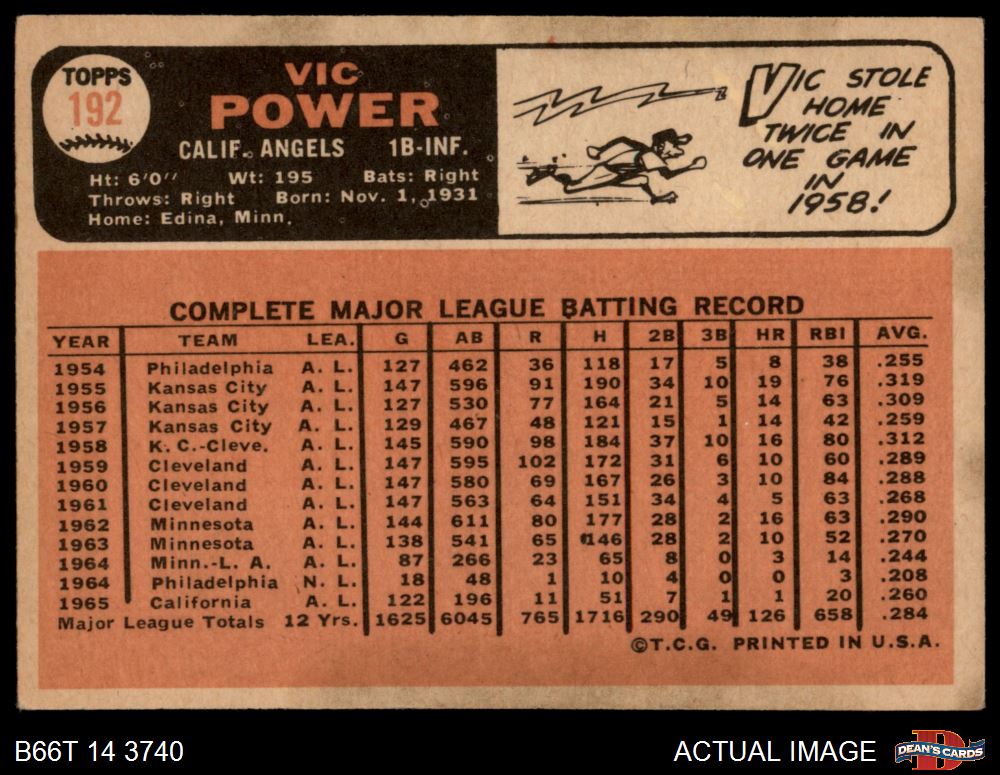 TOPPS
192
VIC
POWER
CALIF. ANGELS 1B-INF.
Ht: 6'0'' Wt: 195 Bats: Right
Throws: Right Born: Nov. 1, 1931
Home: Edina, Minn.
VIC STOLE
HOME
TWICE IN
ONE GAME
IN
1958!
COMPLETE MAJOR LEAGUE BATTING RECORD
YEAR TEAM LEA. G AB R H 2B 3B HR RBI AVG.
1954 Philadelphia A. L. 127 462 36 118 17 5 8 38 .255
1955 Kansas City A. L. 147 596 91 190 34 10 19 76 .319
1956 Kansas City A. L. 127 530 77 164 21 5 14 63 .309
1957 Kansas City A. L. 129 467 48 121 15 1 14 42 .259
1958 K. C.-Cleve. A. L. 145 590 98 184 37 10 16 80 .312
1959 Cleveland A. L. 147 595 102 172 31 6 10 60 .289
1960 Cleveland A. L. 147 580 69 167 26 3 10 84 .288
1961 Cleveland A. L. 147 563 64 151 34 4 5 63 .268
1962 Minnesota A. L. 144 611 80 177 28 2 16 63 .290
1963 Minnesota A. L. 138 541 65 146 28 2 10 52 .270
1964 Minn.-L. A. A. L. 87 266 23 65 8 0 3 14 .244
1964 Philadelphia N. L. 18 48 1 10 4 0 0 3 .208
1965 California A. L. 122 196 11 51 7 1 1 20 .260
Major League Totals 12 Yrs. 1625 6045 765 1716 290 49 126 658 .284
©T.C.G. PRINTED IN U.S.A.
B66T 14 3740
ACTUAL IMAGE
DEAN'S CARDS